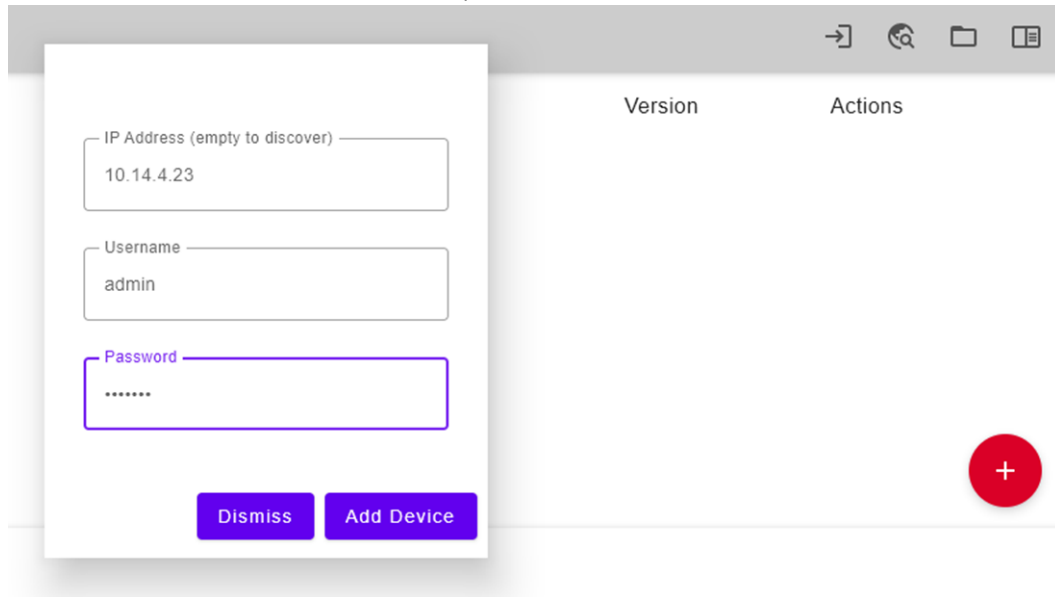 Version Actions
IP Address (empty to discover)
10.14.4.23
Username
admin
Password
•••••••
Dismiss Add Device
+